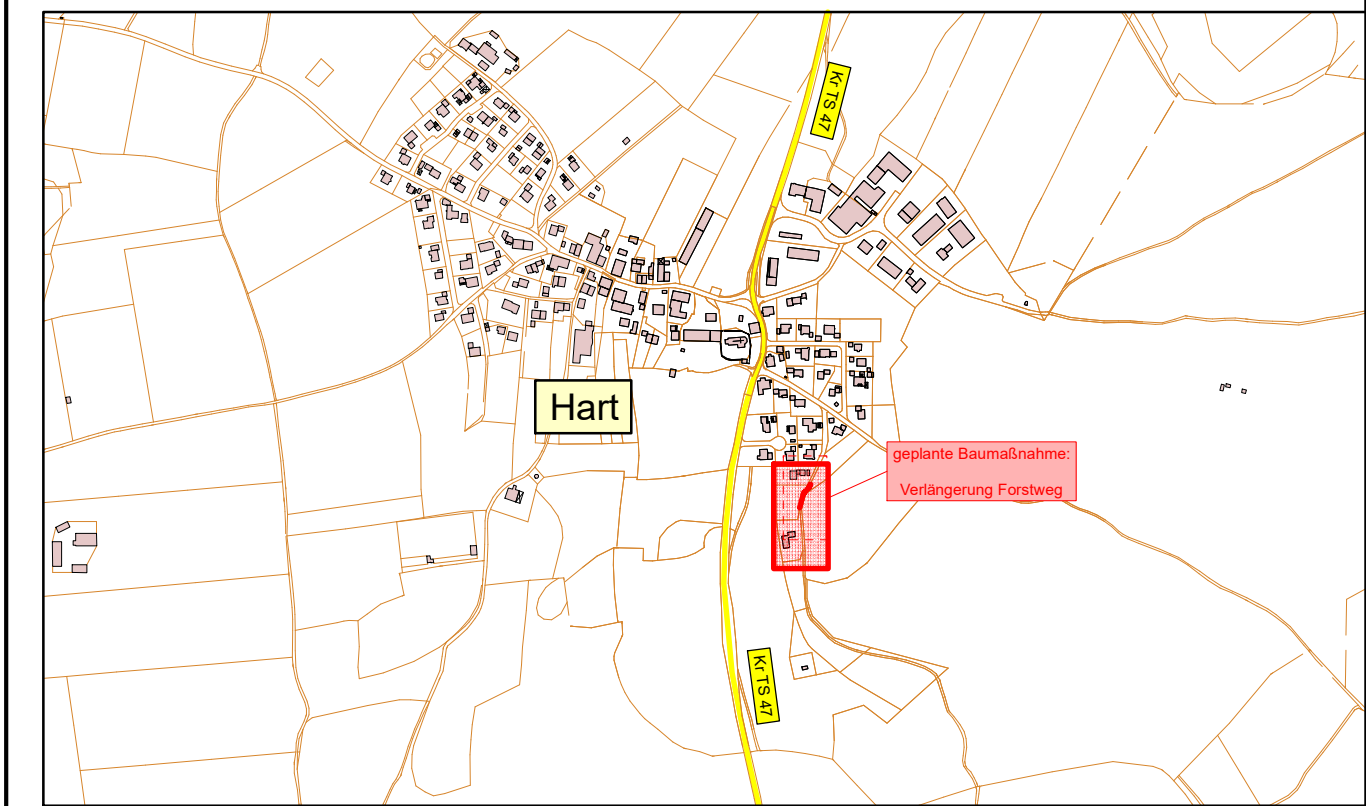 Kr TS 47
Hart
geplante Baumaßnahme:
Verlängerung Forstweg
Kr TS 47